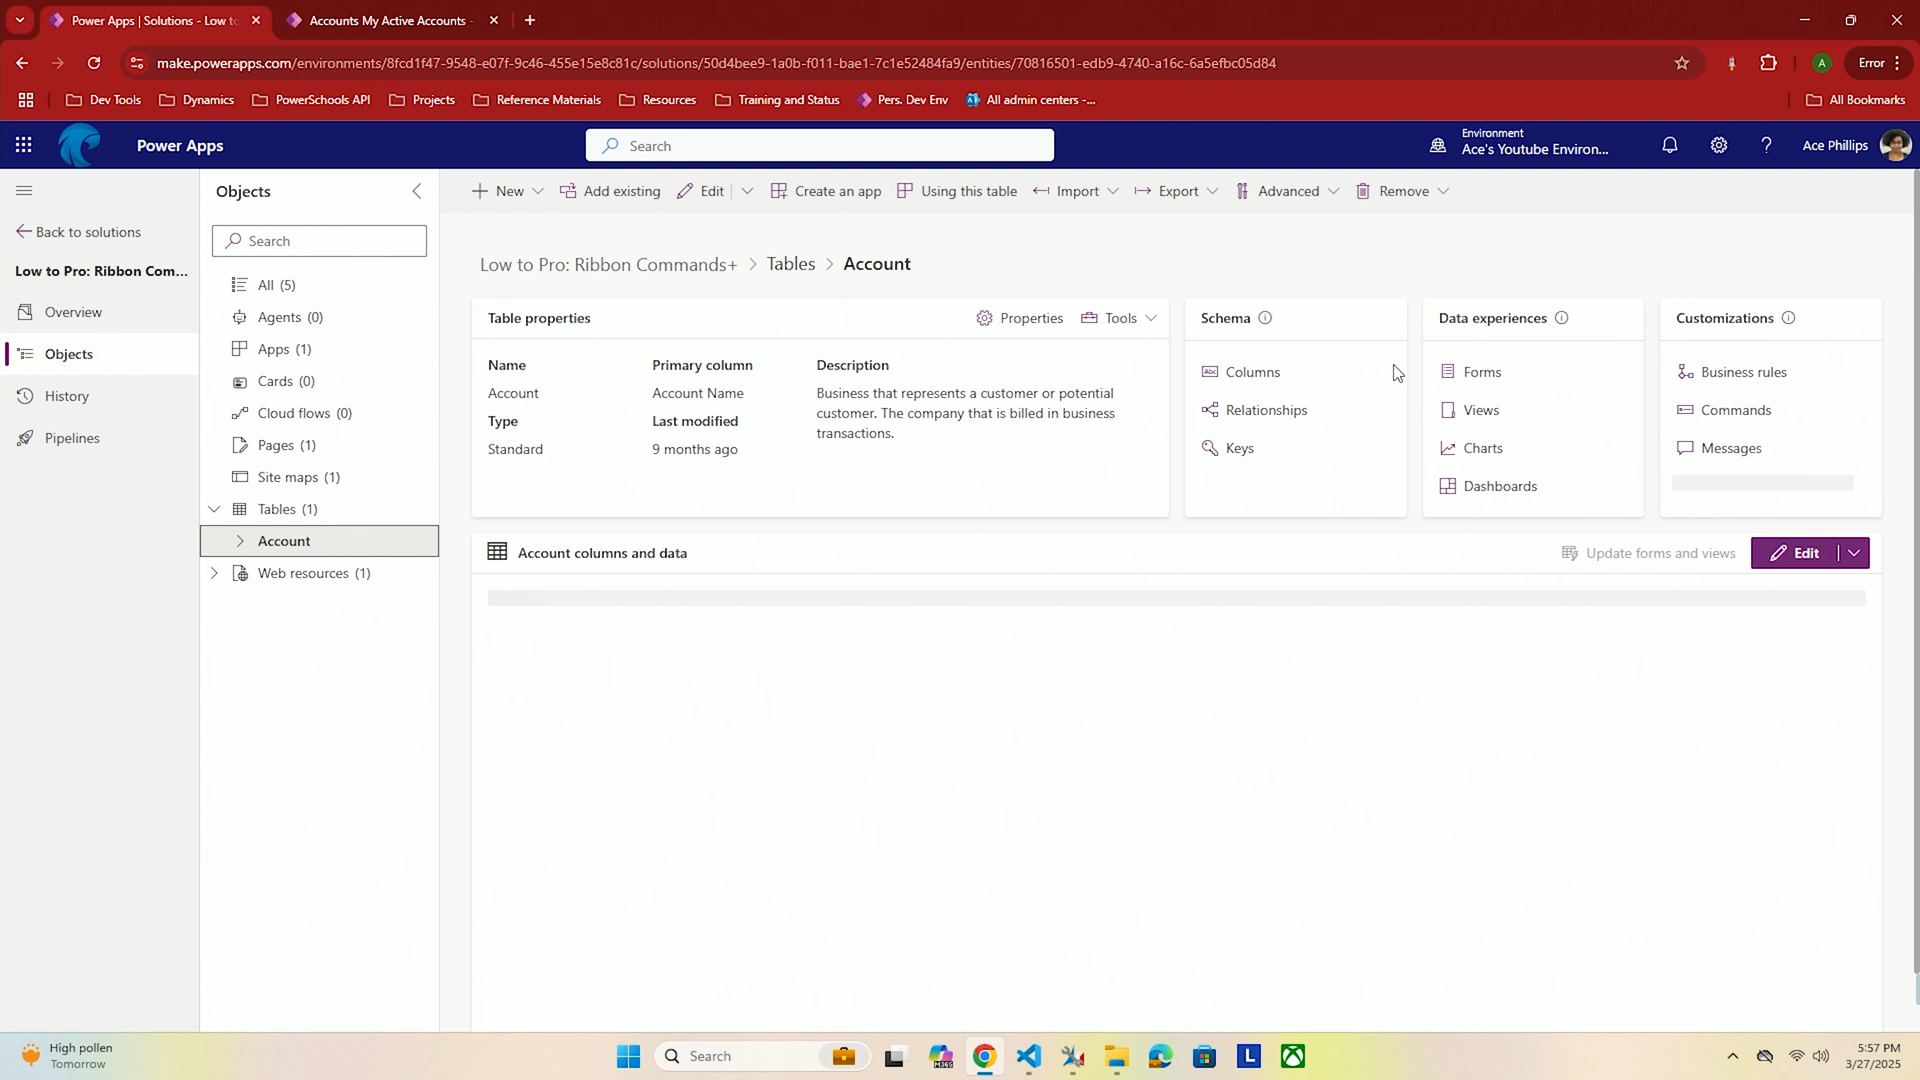 Power Apps | Solutions - Low to
Accounts My Active Accounts -
make.powerapps.com/environments/8fcd1f47-9548-e07f-9c46-455e15e8c81c/solutions/50d4bee9-1a0b-f011-bae1-7c1e52484fa9/entities/70816501-edb9-4740-a16c-6a5efbc05d84
A
Error
Dev Tools
Dynamics
PowerSchools API
Projects
Reference Materials
Resources
Training and Status
Pers. Dev Env
All admin centers -...
All Bookmarks
Power Apps
Search
Environment
Ace's Youtube Environ...
Ace Phillips
Back to solutions
Low to Pro: Ribbon Com...
Overview
Objects
History
Pipelines
Objects
Search
All (5)
Agents (0)
Apps (1)
Cards (0)
Cloud flows (0)
Pages (1)
Site maps (1)
Tables (1)
Account
Web resources (1)
New
Add existing
Edit
Create an app
Using this table
Import
Export
Advanced
Remove
Low to Pro: Ribbon Commands+ > Tables > Account
Table properties
Properties
Tools
Name
Account
Type
Standard
Primary column
Account Name
Last modified
9 months ago
Description
Business that represents a customer or potential
customer. The company that is billed in business
transactions.
Schema
Abc
Columns
Relationships
Keys
Data experiences
Forms
Views
Charts
Dashboards
Customizations
Business rules
Commands
Messages
Account columns and data
Update forms and views
Edit
High pollen
Tomorrow
Search
M365
L
5:57 PM
3/27/2025